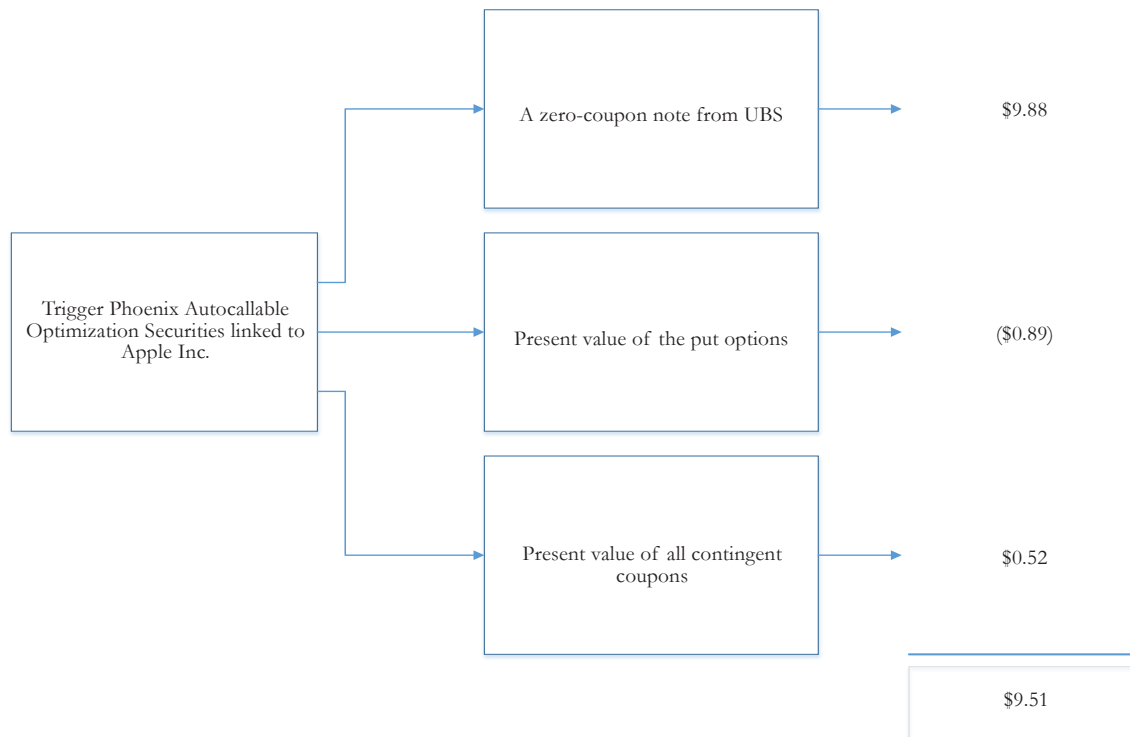 A zero-coupon note from UBS
$9.88
Trigger Phoenix Autocallable
Optimization Securities linked to
Apple Inc.
Present value of the put options
($0.89)
Present value of all contingent
coupons
$0.52
$9.51